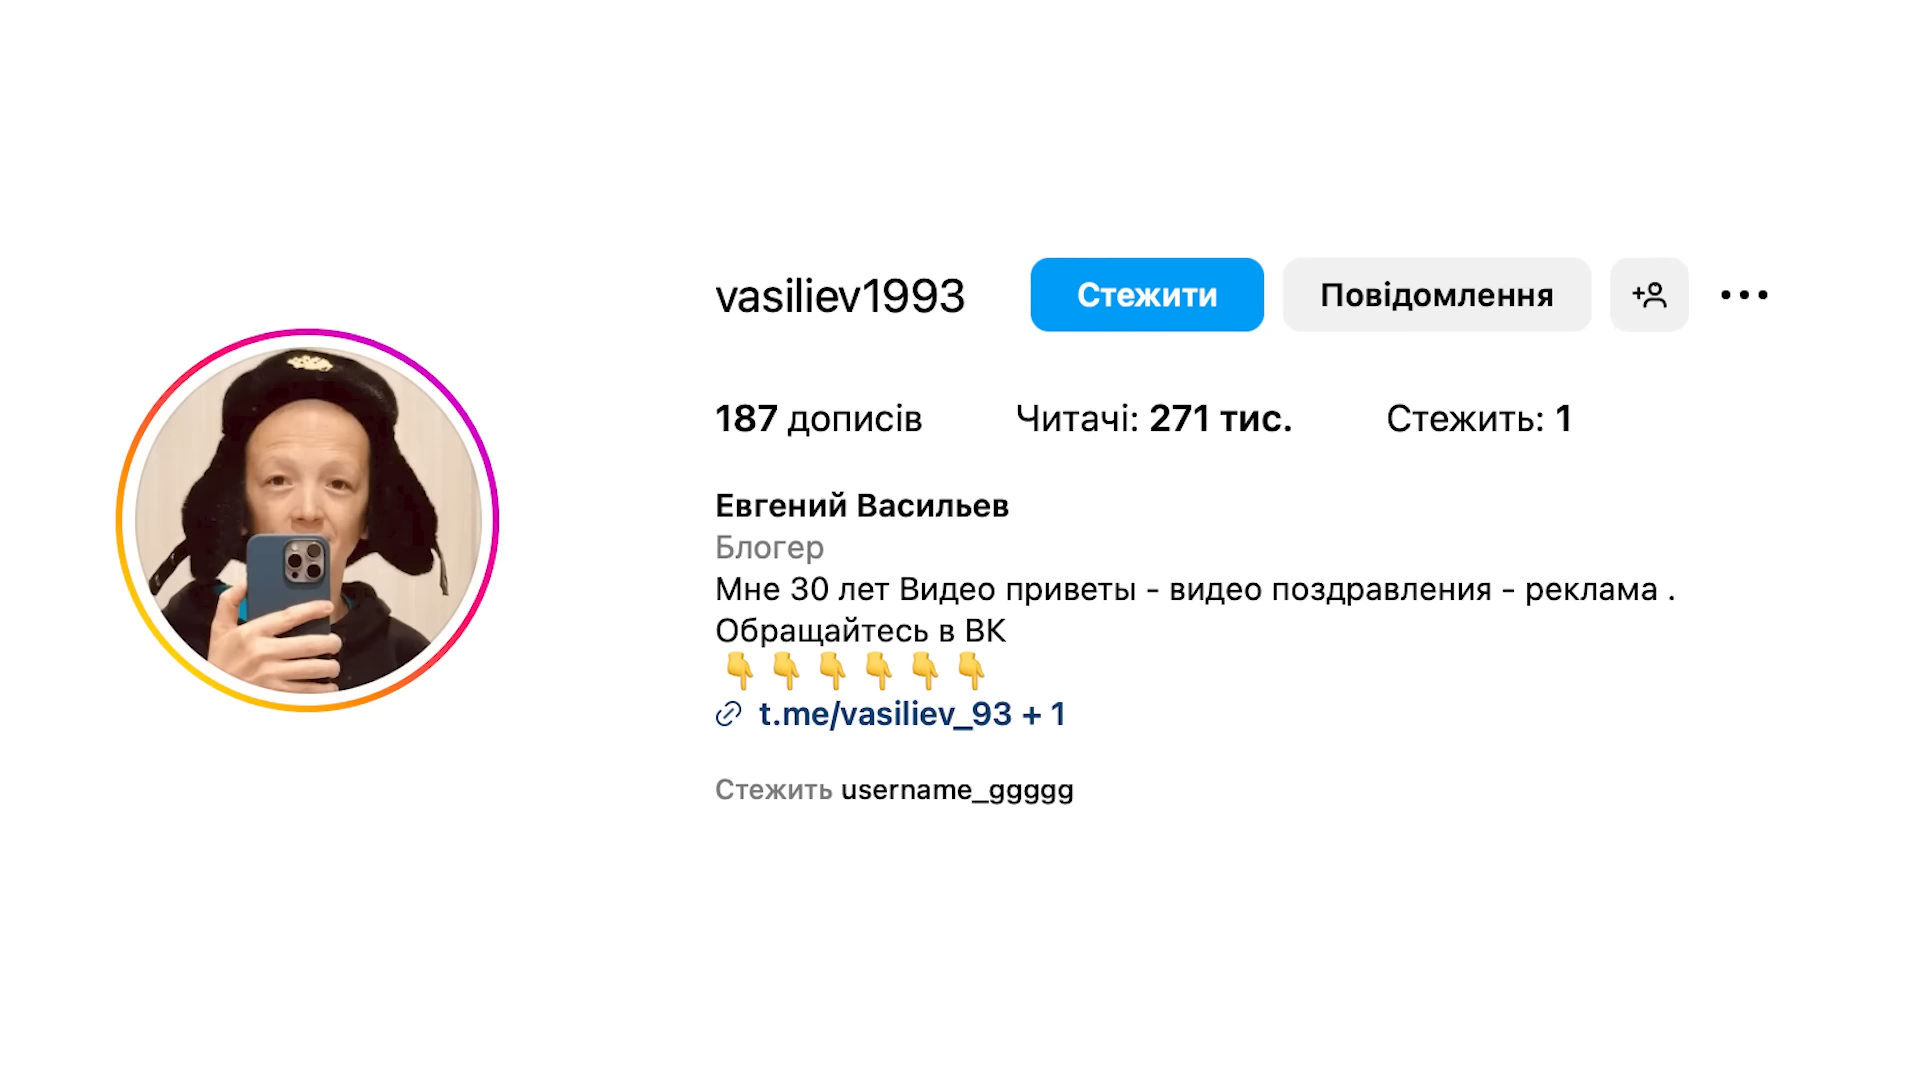 vasiliev1993 Стежити Повідомлення
187 дописів Читачі: 271 тис. Стежить: 1
Евгений Васильев
Блогер
Мне 30 лет Видео приветы - видео поздравления - реклама .
Обращайтесь в ВК
👇👇👇👇👇👇
t.me/vasiliev_93 + 1
Стежить username_ggggg